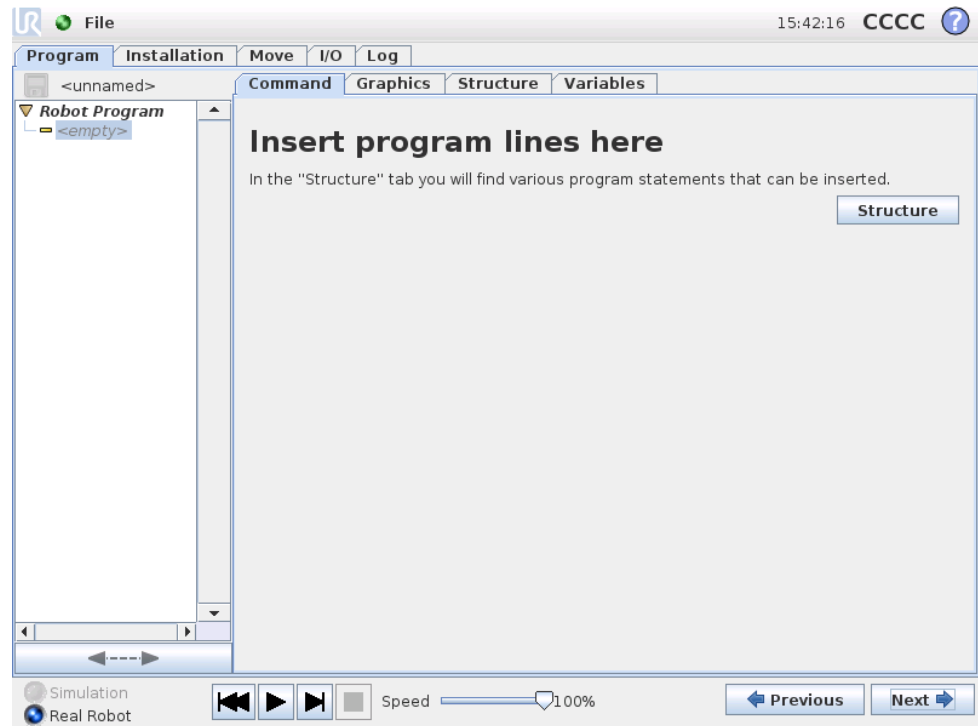 UR File 15:42:16 CCCC ?
Program Installation Move I/O Log
<unnamed> Command Graphics Structure Variables
Robot Program
<empty>
Insert program lines here
In the "Structure" tab you will find various program statements that can be inserted.
Structure
Simulation
Real Robot
Speed 100%
Previous Next